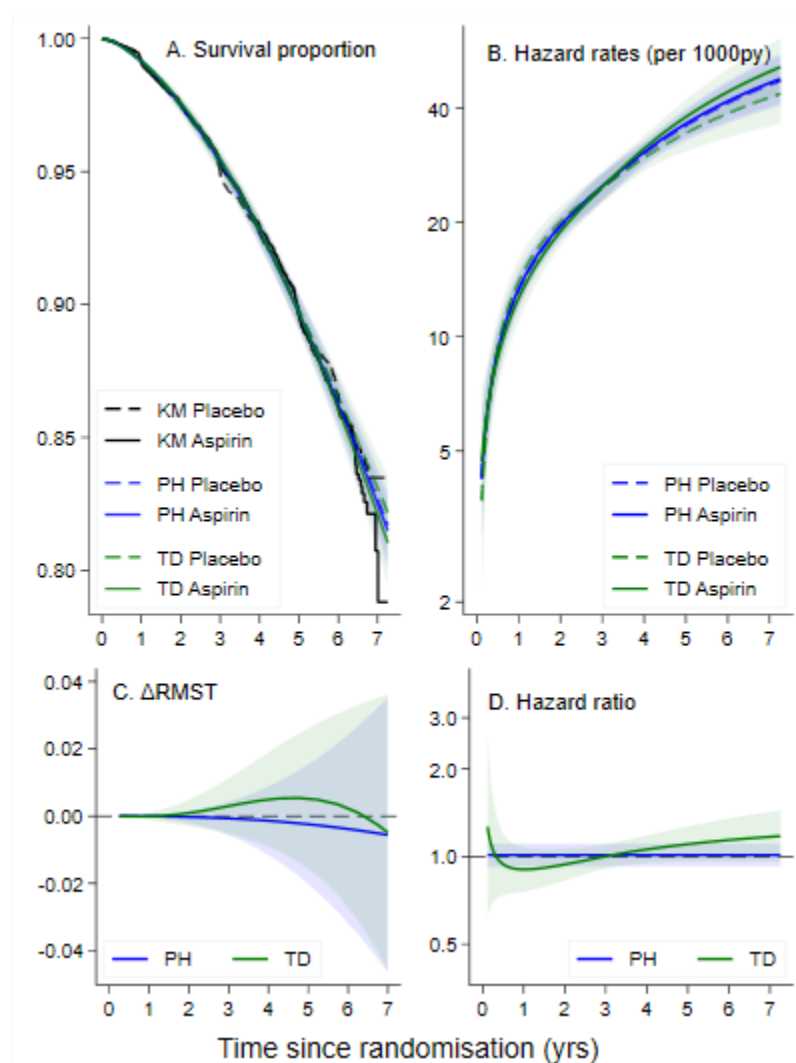 A. Survival proportion
1.00
0.95
0.90
0.85
0.80
KM Placebo
KM Aspirin
PH Placebo
PH Aspirin
TD Placebo
TD Aspirin
0 1 2 3 4 5 6 7
B. Hazard rates (per 1000py)
40
20
10
5
2
PH Placebo
PH Aspirin
TD Placebo
TD Aspirin
0 1 2 3 4 5 6 7
C. ΔRMST
0.04
0.02
0.00
-0.02
-0.04
PH TD
0 1 2 3 4 5 6 7
D. Hazard ratio
3.0
2.0
1.0
0.5
PH TD
0 1 2 3 4 5 6 7
Time since randomisation (yrs)